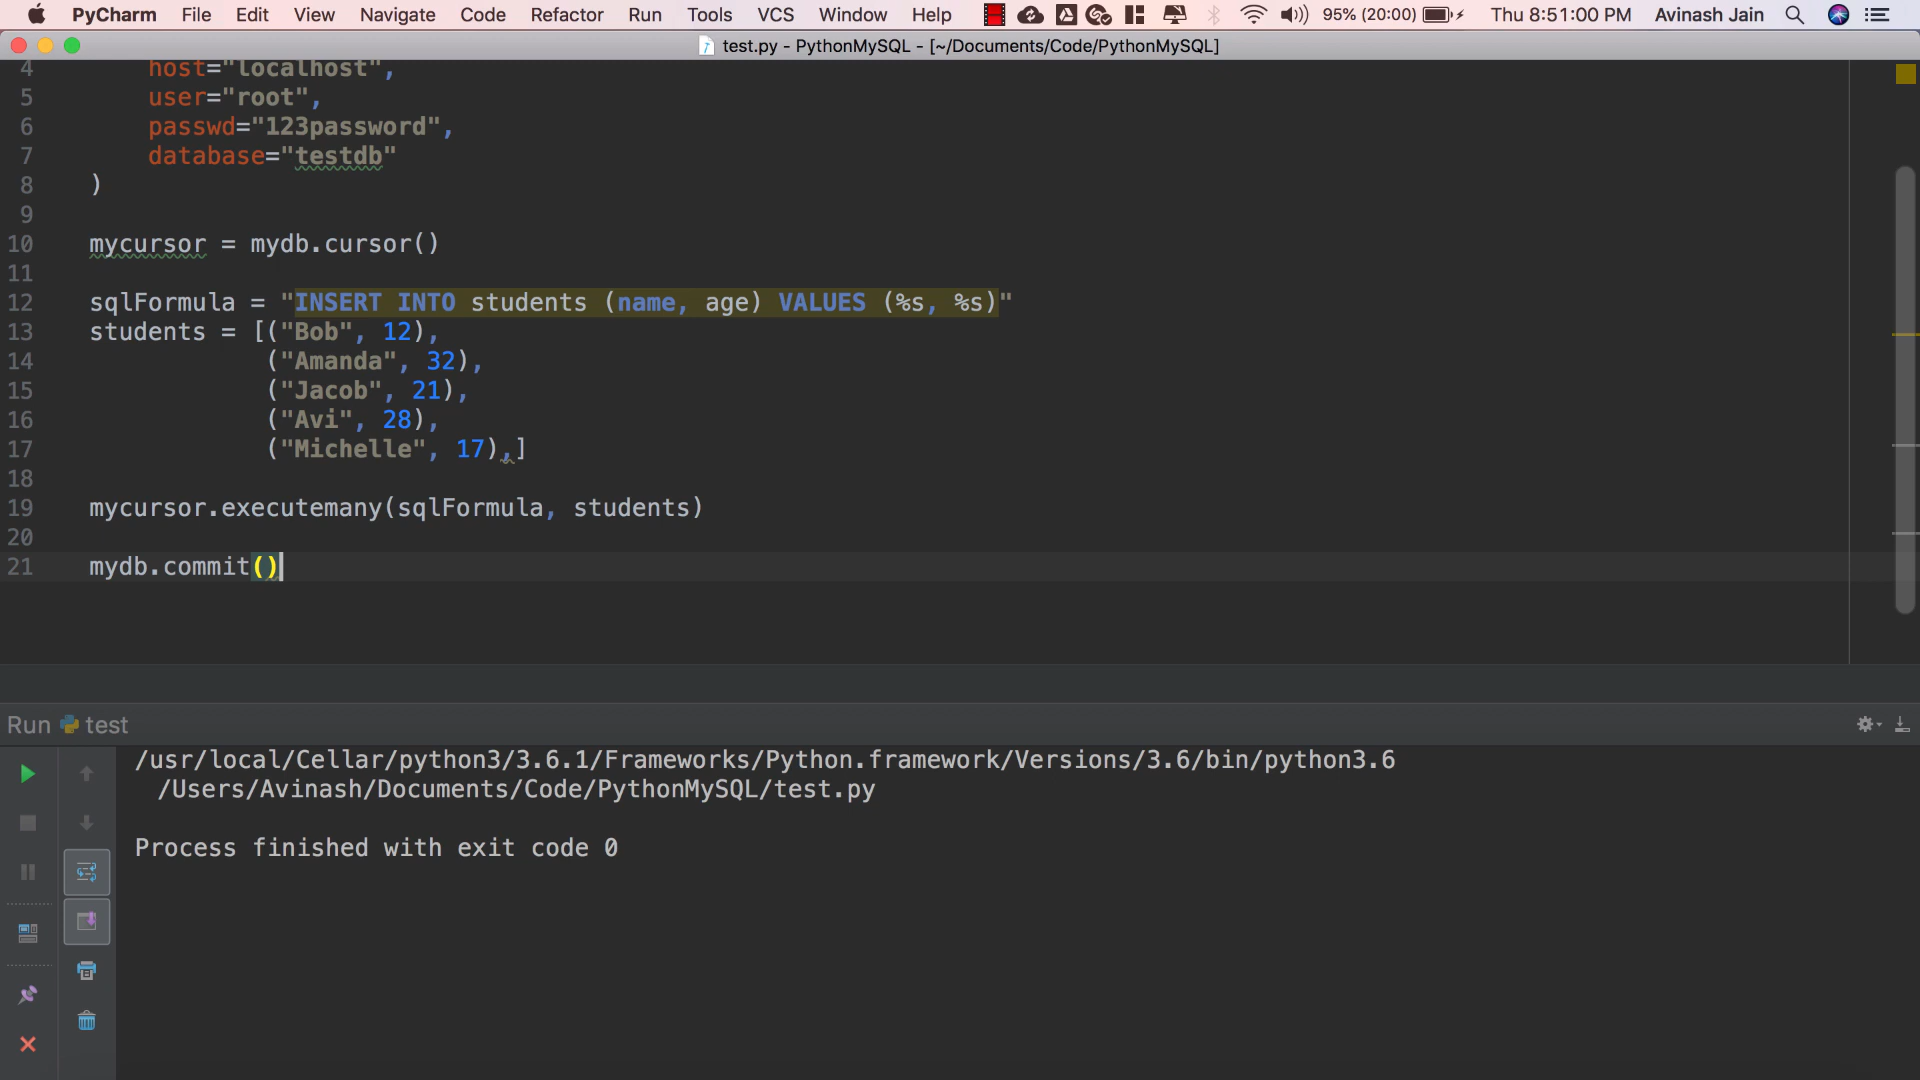 PyCharm File Edit View Navigate Code Refactor Run Tools VCS Window Help 95% (20:00) Thu 8:51:00 PM Avinash Jain
test.py - PythonMySQL - [~/Documents/Code/PythonMySQL]
4 host="localhost",
5 user="root",
6 passwd="123password",
7 database="testdb"
8 )
9
10 mycursor = mydb.cursor()
11
12 sqlFormula = "INSERT INTO students (name, age) VALUES (%s, %s)"
13 students = [("Bob", 12),
14 ("Amanda", 32),
15 ("Jacob", 21),
16 ("Avi", 28),
17 ("Michelle", 17),]
18
19 mycursor.executemany(sqlFormula, students)
20
21 mydb.commit()
Run test
/usr/local/Cellar/python3/3.6.1/Frameworks/Python.framework/Versions/3.6/bin/python3.6
/Users/Avinash/Documents/Code/PythonMySQL/test.py
Process finished with exit code 0